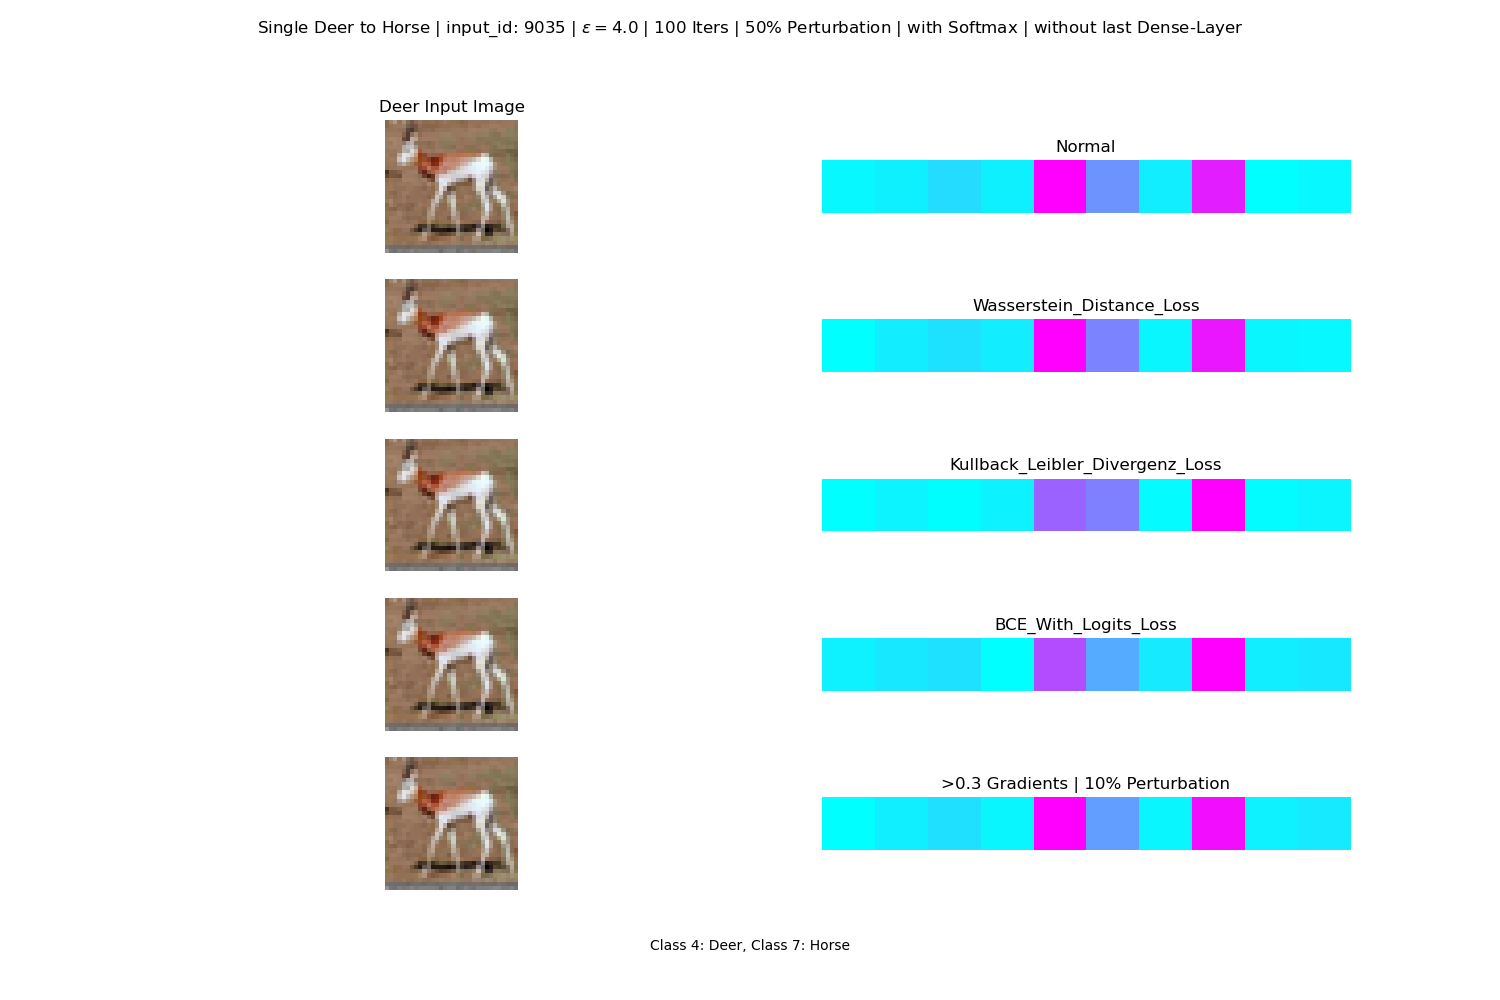 Single Deer to Horse | input_id: 9035 | ε = 4.0 | 100 Iters | 50% Perturbation | with Softmax | without last Dense-Layer
Deer Input Image
Normal
Wasserstein_Distance_Loss
Kullback_Leibler_Divergenz_Loss
BCE_With_Logits_Loss
>0.3 Gradients | 10% Perturbation
Class 4: Deer, Class 7: Horse